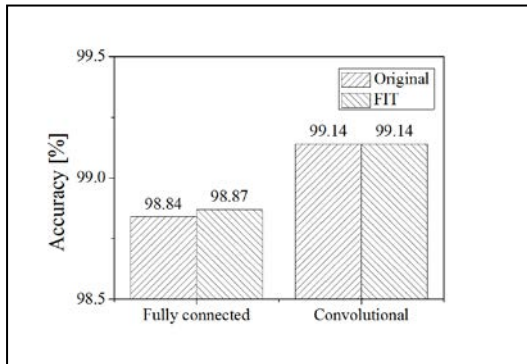 99.5
Original
FIT
99.14 99.14
Accuracy [%]
99.0
98.84 98.87
98.5
Fully connected Convolutional